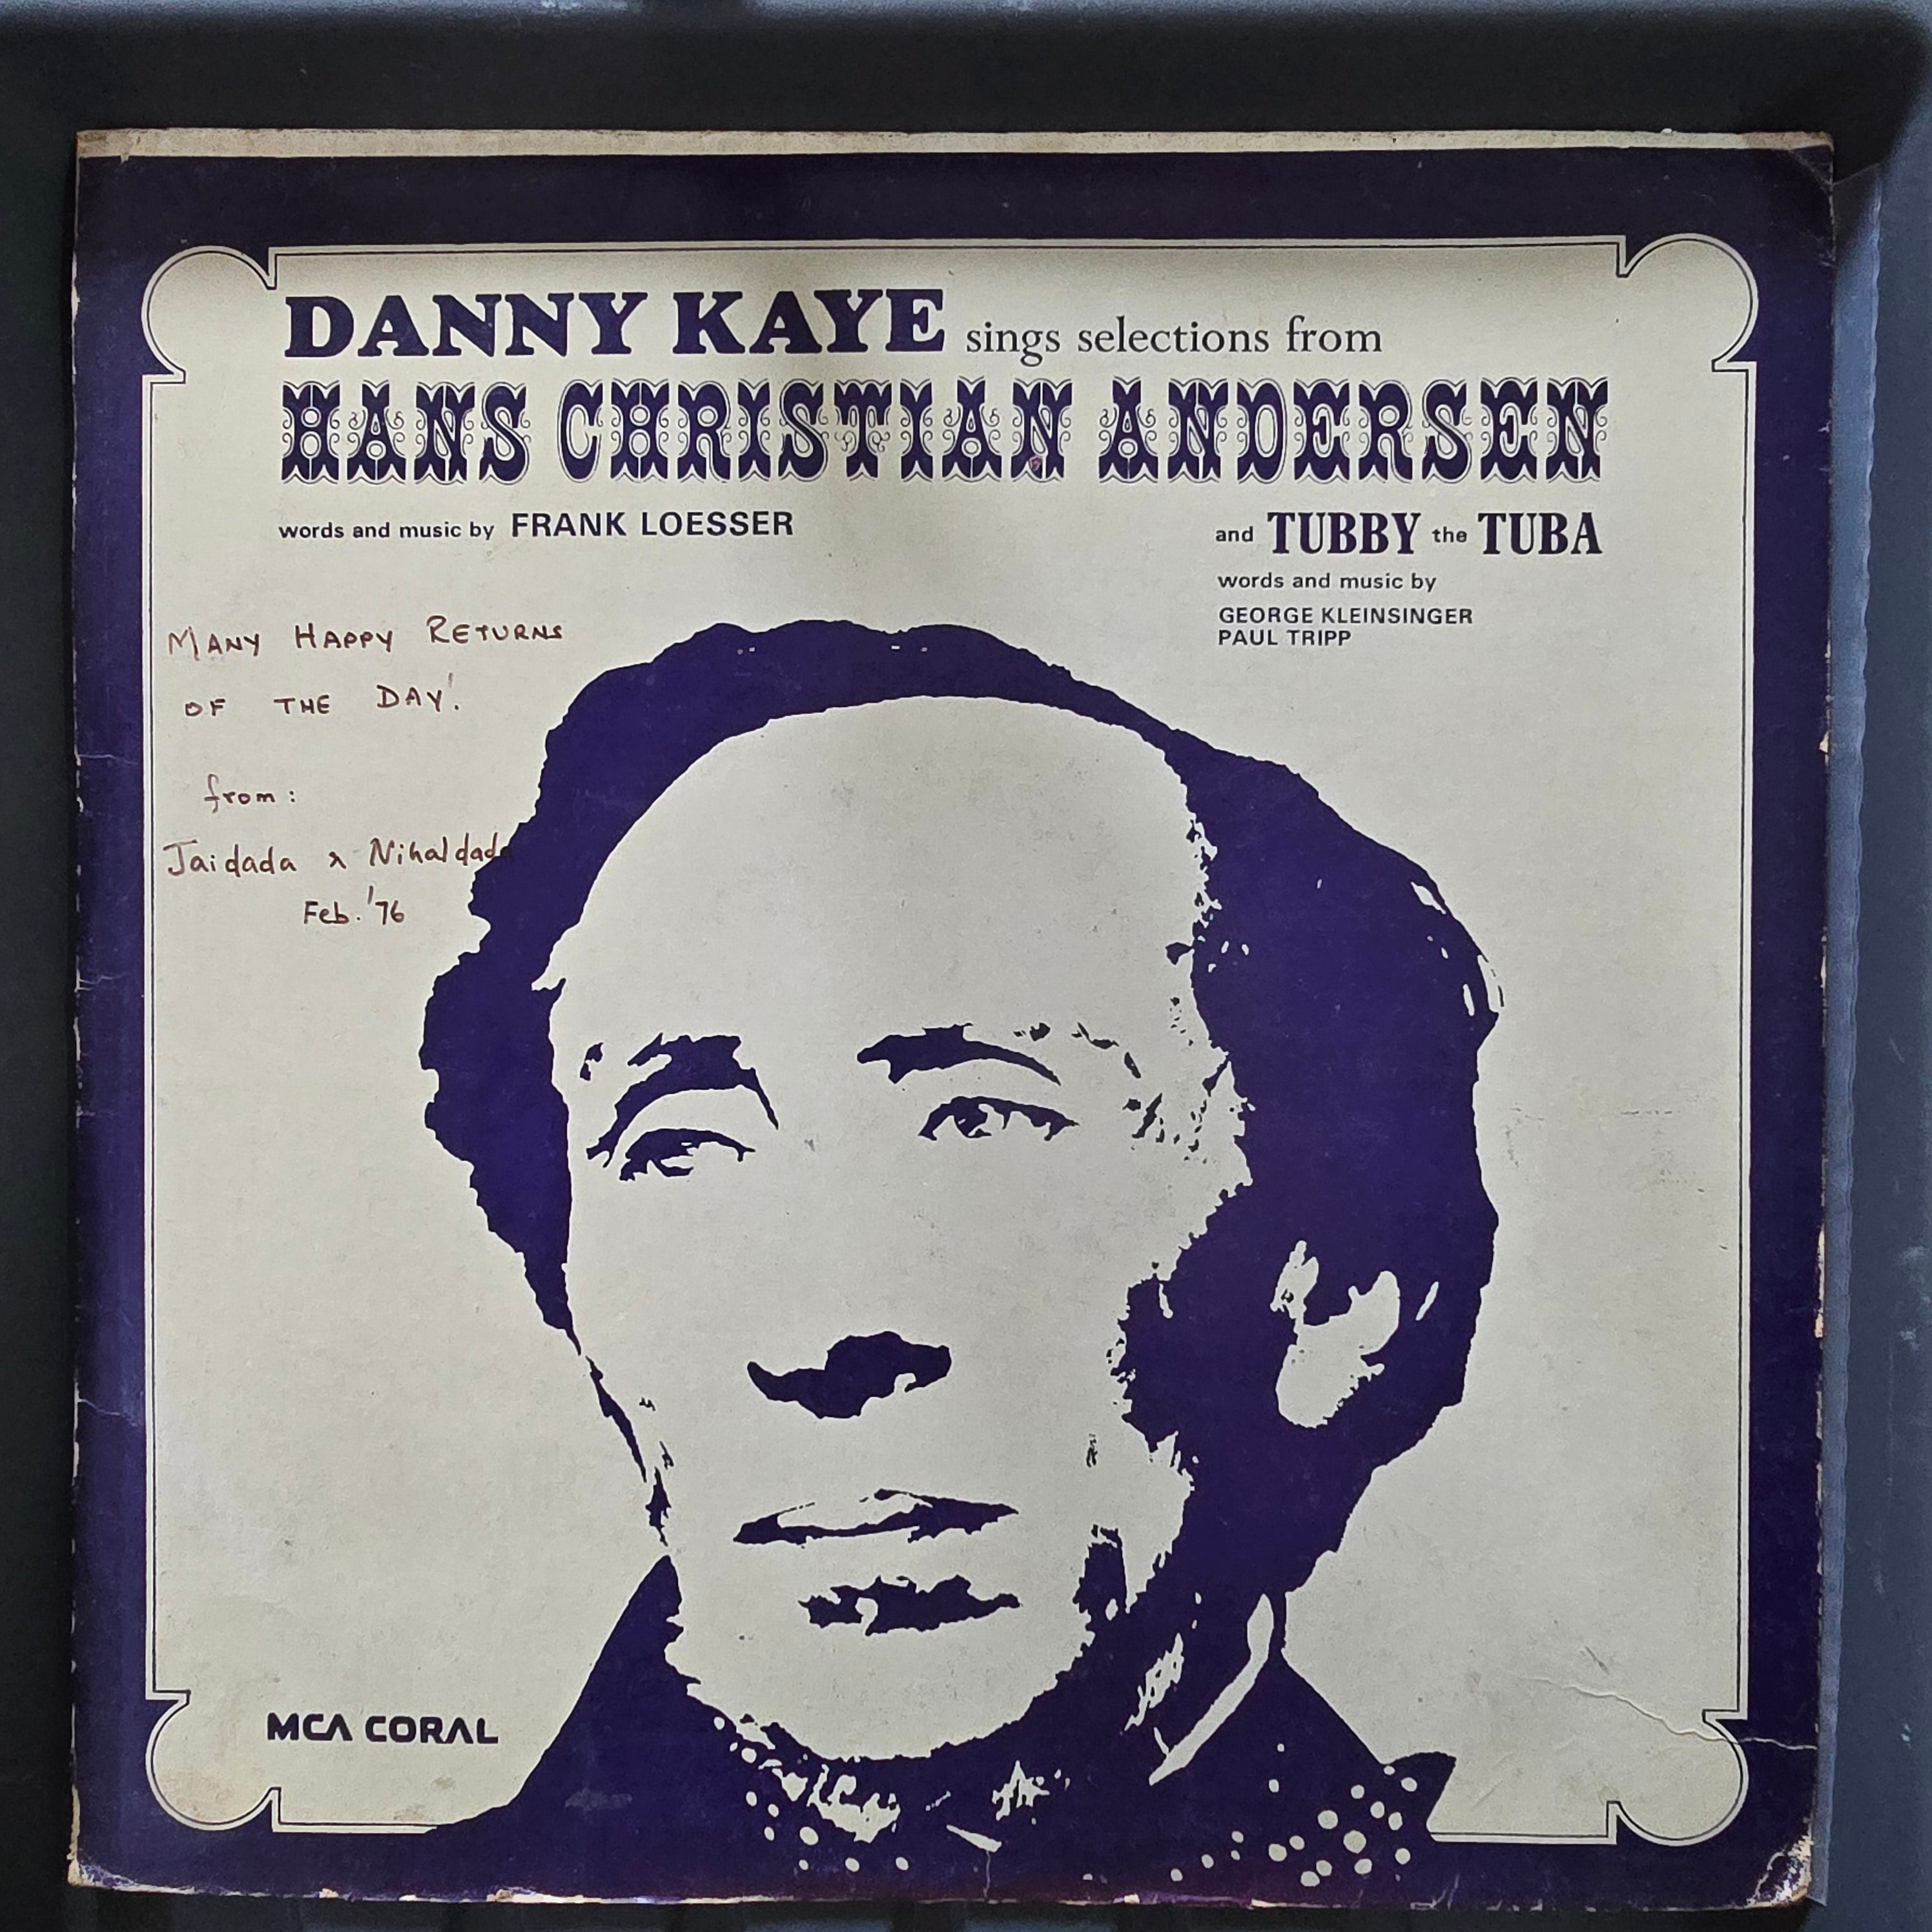 DANNY KAYE sings selections from
HANS CHRISTIAN ANDERSEN
words and music by FRANK LOESSER
and TUBBY the TUBA
words and music by
GEORGE KLEINSINGER
PAUL TRIPP
MANY HAPPY RETURNS
OF THE DAY!
from:
Jaidada & Nihaldada
Feb. '76
MCA CORAL